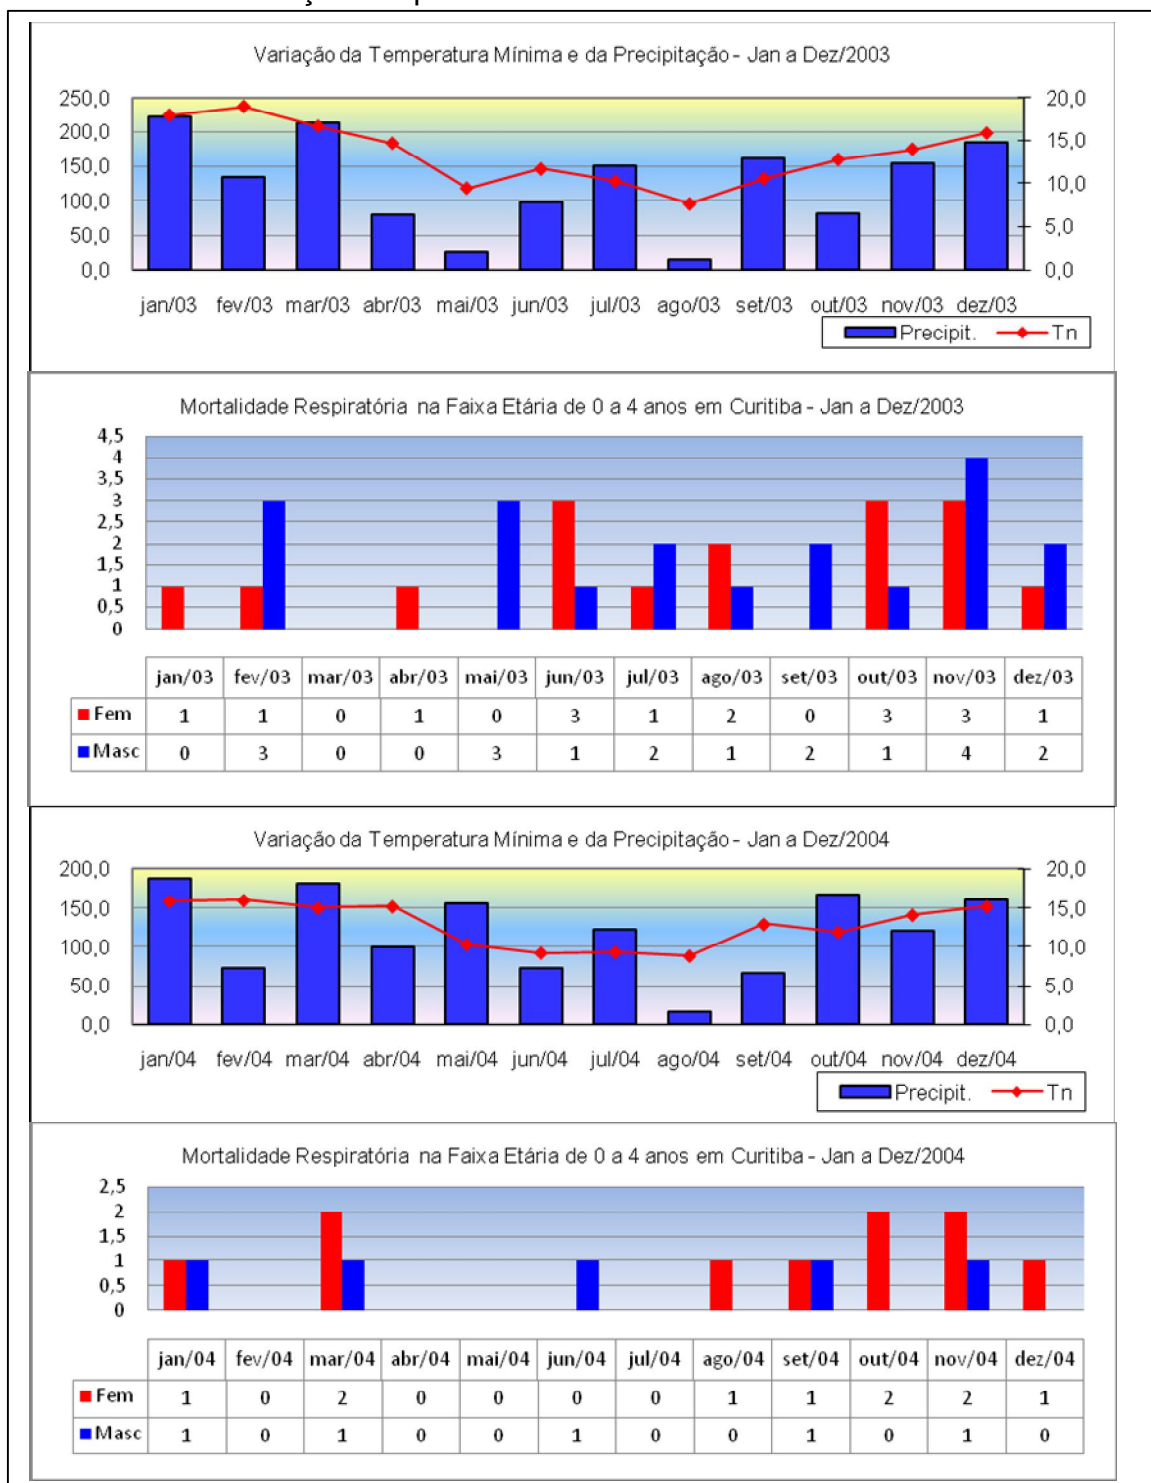 Variação da Temperatura Mínima e da Precipitação - Jan a Dez/2003
250,0 20,0
200,0 15,0
150,0 10,0
100,0 5,0
50,0 0,0
0,0
jan/03 fev/03 mar/03 abr/03 mai/03 jun/03 jul/03 ago/03 set/03 out/03 nov/03 dez/03
Precipit. Tn
Mortalidade Respiratória na Faixa Etária de 0 a 4 anos em Curitiba - Jan a Dez/2003
4,5
4
3,5
3
2,5
2
1,5
1
0,5
0
jan/03 fev/03 mar/03 abr/03 mai/03 jun/03 jul/03 ago/03 set/03 out/03 nov/03 dez/03
Fem 1 1 0 1 0 3 1 2 0 3 3 1
Masc 0 3 0 0 3 1 2 1 2 1 4 2
Variação da Temperatura Mínima e da Precipitação - Jan a Dez/2004
200,0 20,0
150,0 15,0
100,0 10,0
50,0 5,0
0,0 0,0
jan/04 fev/04 mar/04 abr/04 mai/04 jun/04 jul/04 ago/04 set/04 out/04 nov/04 dez/04
Precipit. Tn
Mortalidade Respiratória na Faixa Etária de 0 a 4 anos em Curitiba - Jan a Dez/2004
2,5
2
1,5
1
0,5
0
jan/04 fev/04 mar/04 abr/04 mai/04 jun/04 jul/04 ago/04 set/04 out/04 nov/04 dez/04
Fem 1 0 2 0 0 0 0 1 1 2 2 1
Masc 1 0 1 0 0 1 0 0 1 0 1 0